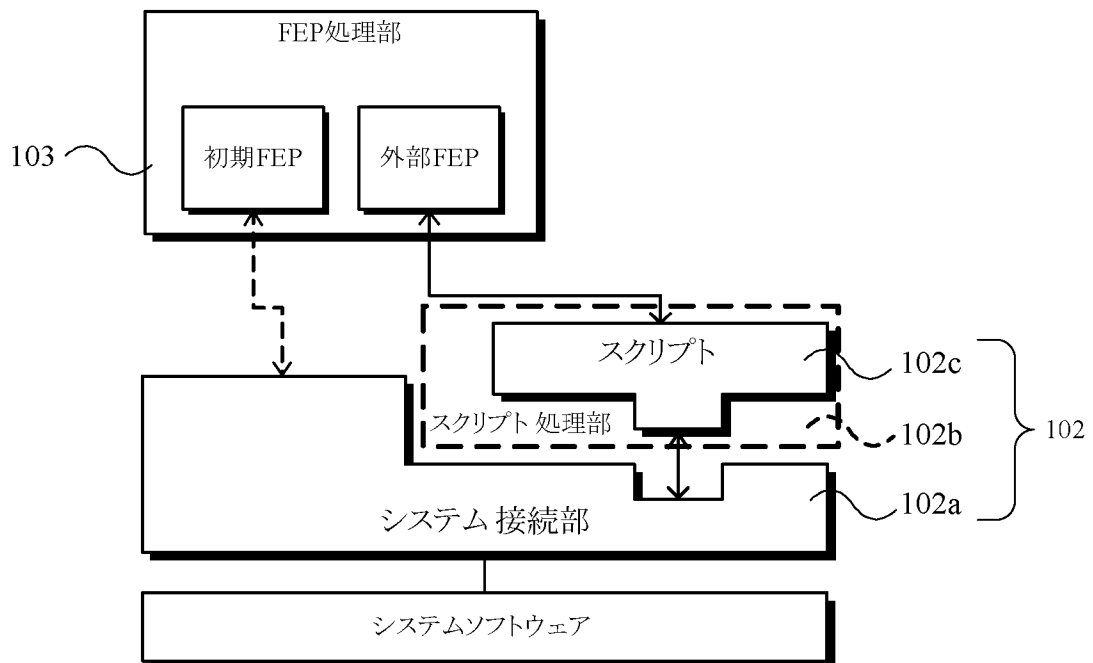 FEP処理部
初期FEP
外部FEP
103
スクリプト
102c
スクリプト 処理部
102b
102
102a
システム 接続部
システムソフトウェア